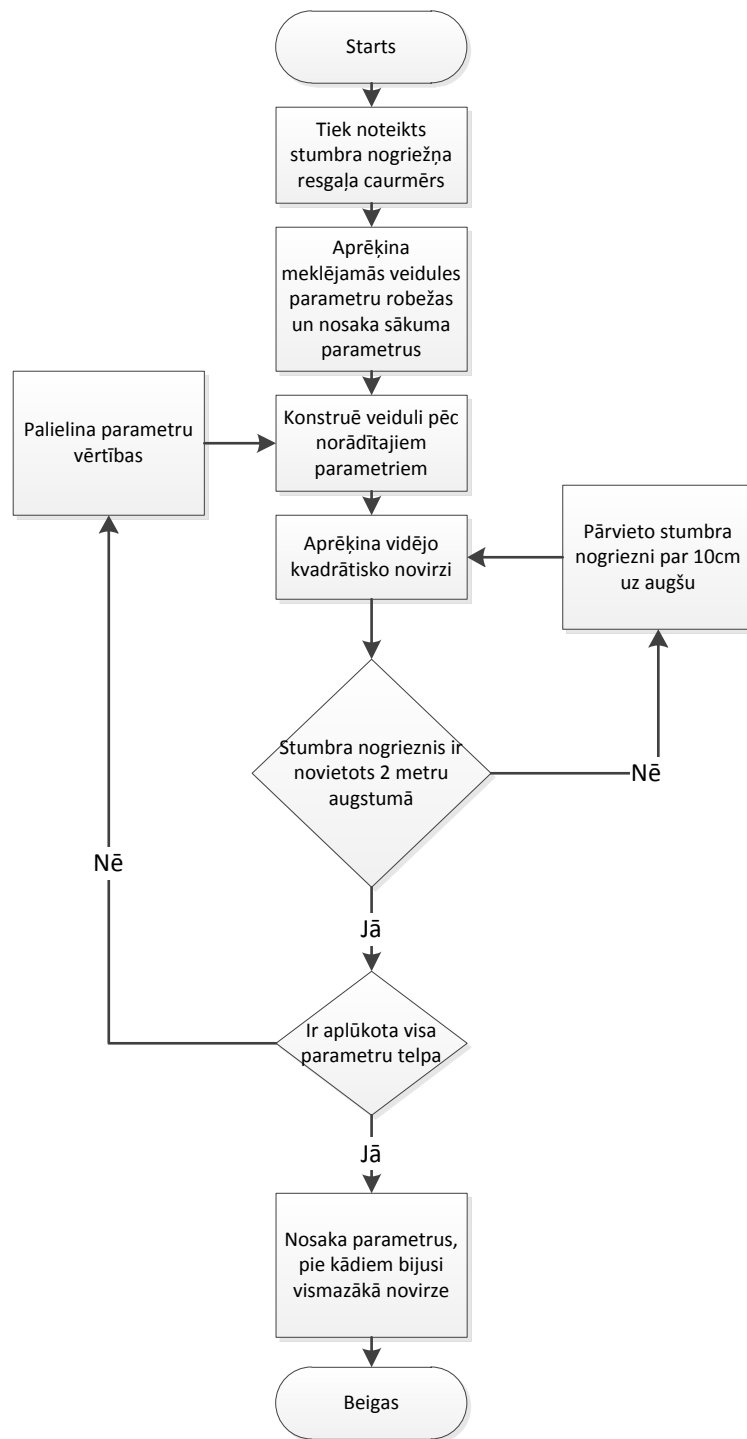 Starts
Tiek noteikts
stumbra nogriežņa
resgaļa caurmērs
Aprēķina
meklējamās veidules
parametru robežas
un nosaka sākuma
parametrus
Palielina parametru
vērtības
Konstruē veiduli pēc
norādītajiem
parametriem
Aprēķina vidējo
kvadrātisko novirzi
Pārvieto stumbra
nogriezni par 10cm
uz augšu
Stumbra nogrieznis ir
novietots 2 metru
augstumā
Nē
Nē
Jā
Ir aplūkota visa
parametru telpa
Jā
Nosaka parametrus,
pie kādiem bijusi
vismazākā novirze
Beigas